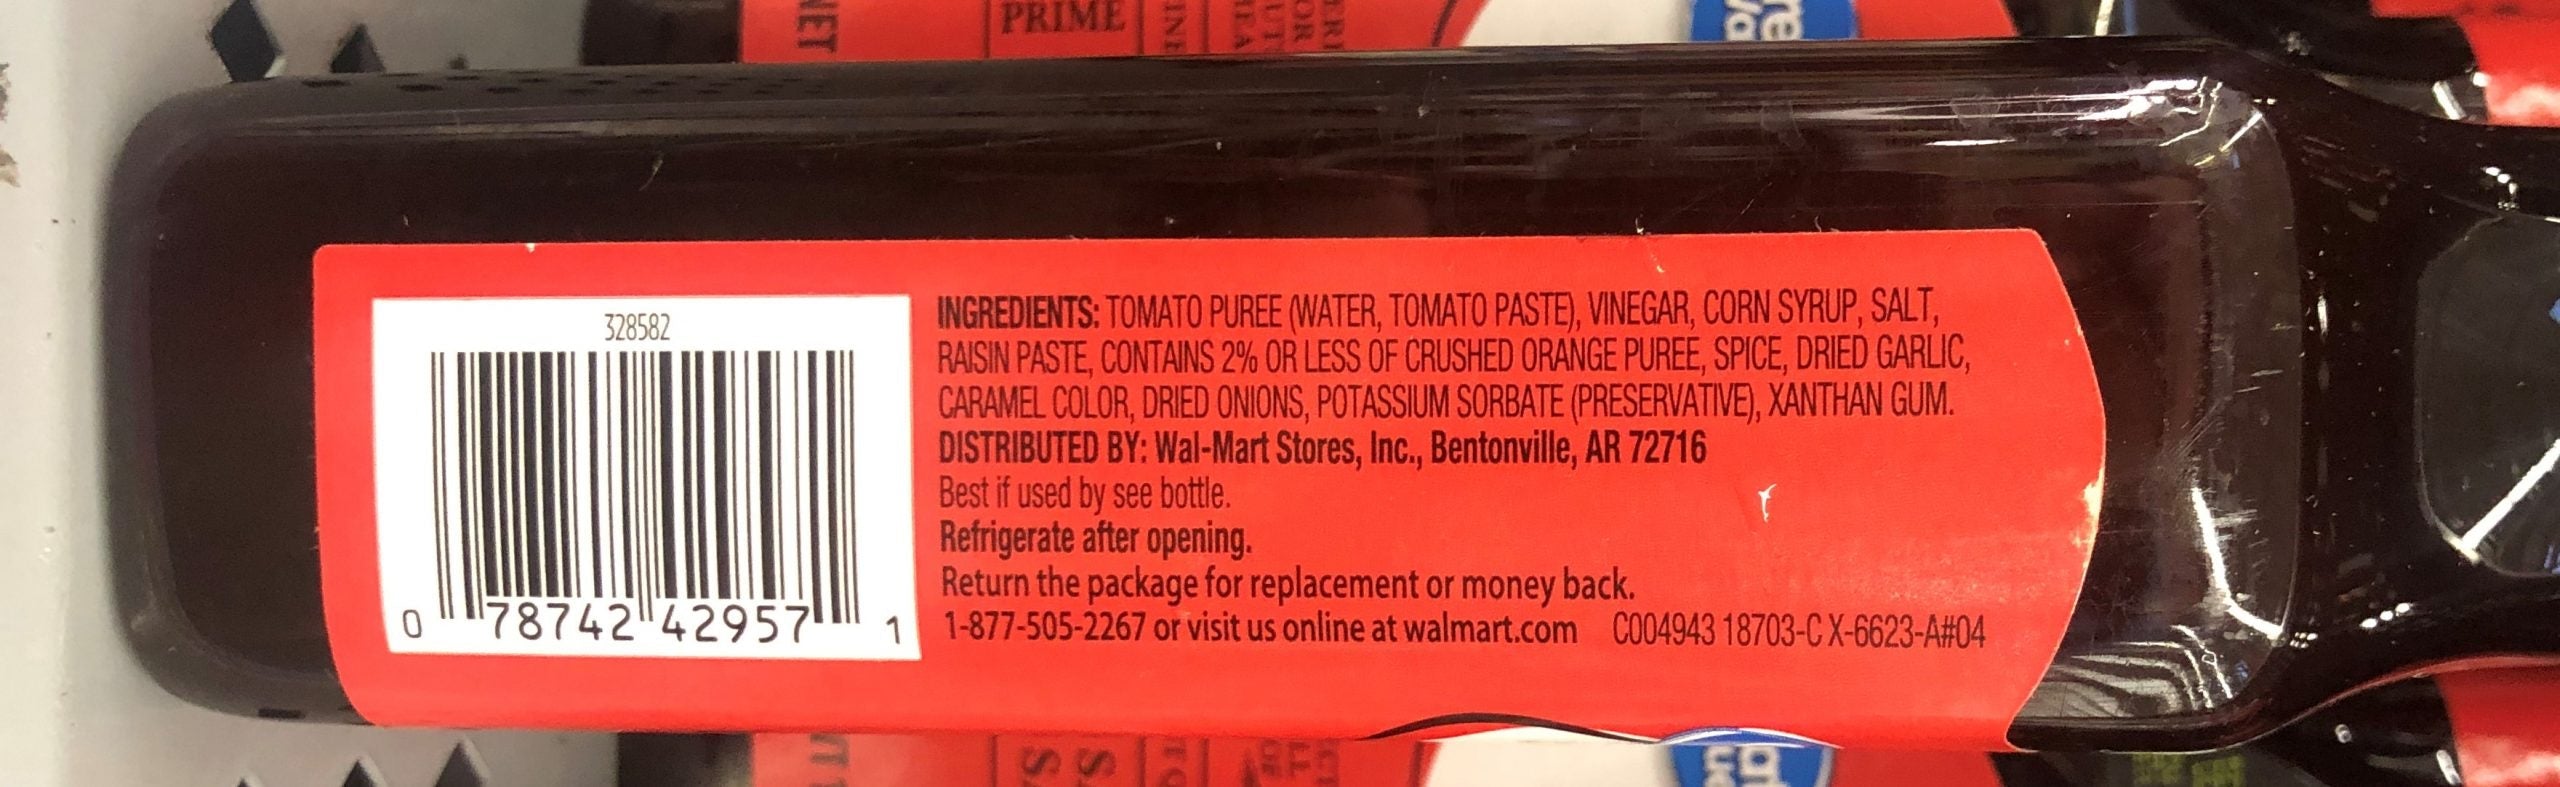 NET
PRIME
328582
0 78742 42957 1
INGREDIENTS: TOMATO PUREE (WATER, TOMATO PASTE), VINEGAR, CORN SYRUP, SALT,
RAISIN PASTE, CONTAINS 2% OR LESS OF CRUSHED ORANGE PUREE, SPICE, DRIED GARLIC,
CARAMEL COLOR, DRIED ONIONS, POTASSIUM SORBATE (PRESERVATIVE), XANTHAN GUM.
DISTRIBUTED BY: Wal-Mart Stores, Inc., Bentonville, AR 72716
Best if used by see bottle.
Refrigerate after opening.
Return the package for replacement or money back.
1-877-505-2267 or visit us online at walmart.com C004943 18703-C X-6623-A#04